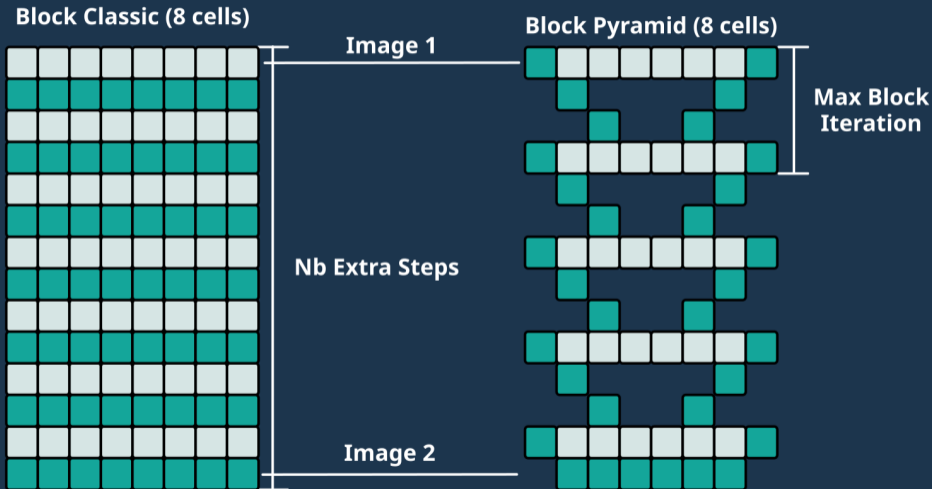 Block Classic (8 cells)
Block Pyramid (8 cells)
Image 1
Max Block
Iteration
Nb Extra Steps
Image 2